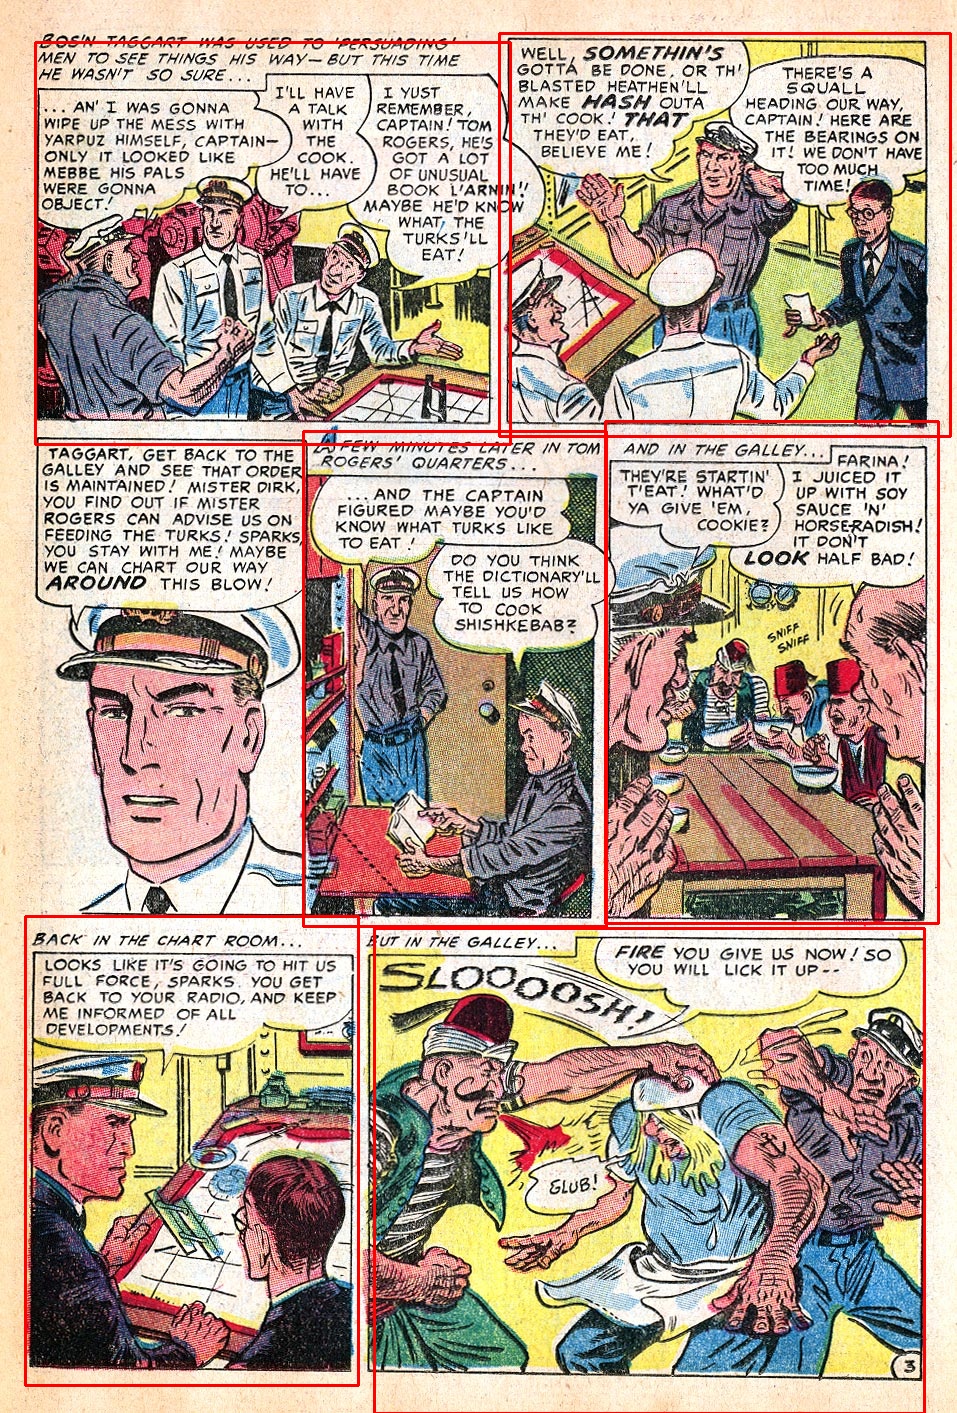 BOS'N TAGGART WAS USED TO 'PERSUADING'
MEN TO SEE THINGS HIS WAY—BUT THIS TIME
HE WASN'T SO SURE...
...AN' I WAS GONNA
WIPE UP THE MESS WITH
YARPUZ HIMSELF, CAPTAIN—
ONLY IT LOOKED LIKE
MEBBE HIS PALS
WERE GONNA
OBJECT!
I'LL HAVE
A TALK
WITH
THE
COOK.
HE'LL HAVE
TO...
I YUST
REMEMBER,
CAPTAIN! TOM
ROGERS, HE'S
GOT A LOT
OF UNUSUAL
BOOK L'ARNIN'!
MAYBE HE'D KNOW
WHAT THE
TURKS'LL
EAT!
WELL, SOMETHIN'S
GOTTA BE DONE, OR TH'
BLASTED HEATHEN'LL
MAKE HASH OUTA
TH' COOK! THAT
THEY'D EAT,
BELIEVE ME!
THERE'S A
SQUALL
HEADING OUR WAY,
CAPTAIN! HERE ARE
THE BEARINGS ON
IT! WE DON'T HAVE
TOO MUCH
TIME!
TAGGART, GET BACK TO THE
GALLEY AND SEE THAT ORDER
IS MAINTAINED! MISTER DIRK,
YOU FIND OUT IF MISTER
ROGERS CAN ADVISE US ON
FEEDING THE TURKS! SPARKS,
YOU STAY WITH ME! MAYBE
WE CAN CHART OUR WAY
AROUND THIS BLOW!
A FEW MINUTES LATER IN TOM
ROGERS' QUARTERS...
...AND THE CAPTAIN
FIGURED MAYBE YOU'D
KNOW WHAT TURKS LIKE
TO EAT!
DO YOU THINK
THE DICTIONARY'LL
TELL US HOW
TO COOK
SHISHKEBAB?
AND IN THE GALLEY...
THEY'RE STARTIN'
T'EAT! WHAT'D
YA GIVE 'EM,
COOKIE?
FARINA!
I JUICED IT
UP WITH SOY
SAUCE 'N'
HORSE-RADISH!
IT DON'T
LOOK HALF BAD!
SNIFF
SNIFF
BACK IN THE CHART ROOM...
LOOKS LIKE IT'S GOING TO HIT US
FULL FORCE, SPARKS. YOU GET
BACK TO YOUR RADIO, AND KEEP
ME INFORMED OF ALL
DEVELOPMENTS!
BUT IN THE GALLEY...
SLOOOOSH!
FIRE YOU GIVE US NOW! SO
YOU WILL LICK IT UP--
GLUB!
3